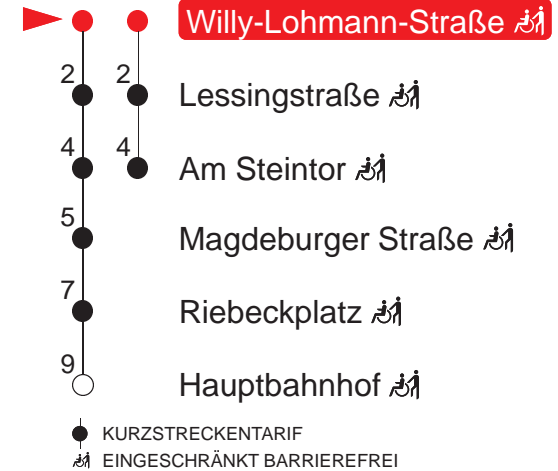 Willy-Lohmann-Straße
2 2 Lessingstraße
4 4 Am Steintor
5 Magdeburger Straße
7 Riebeckplatz
9 Hauptbahnhof
KURZSTRECKENTARIF
EINGESCHRÄNKT BARRIEREFREI